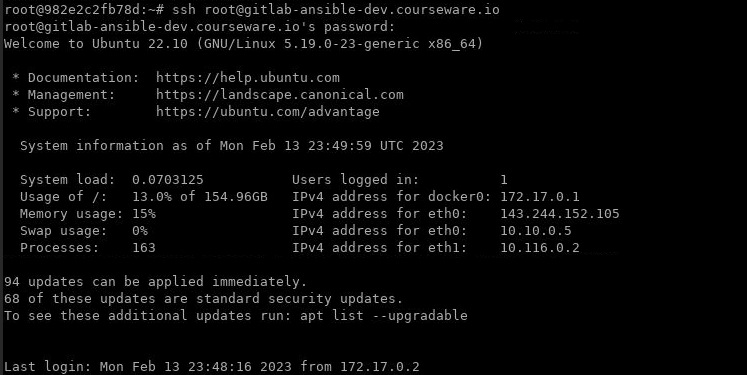 root@982e2c2fb78d:~# ssh root@gitlab-ansible-dev.courseware.io
root@gitlab-ansible-dev.courseware.io's password:
Welcome to Ubuntu 22.10 (GNU/Linux 5.19.0-23-generic x86_64)
* Documentation:  https://help.ubuntu.com
* Management:     https://landscape.canonical.com
* Support:        https://ubuntu.com/advantage
System information as of Mon Feb 13 23:49:59 UTC 2023
System load:  0.0703125           Users logged in:          1
Usage of /:   13.0% of 154.96GB   IPv4 address for docker0: 172.17.0.1
Memory usage: 15%                 IPv4 address for eth0:    143.244.152.105
Swap usage:   0%                  IPv4 address for eth0:    10.10.0.5
Processes:    163                 IPv4 address for eth1:    10.116.0.2
94 updates can be applied immediately.
68 of these updates are standard security updates.
To see these additional updates run: apt list --upgradable
Last login: Mon Feb 13 23:48:16 2023 from 172.17.0.2